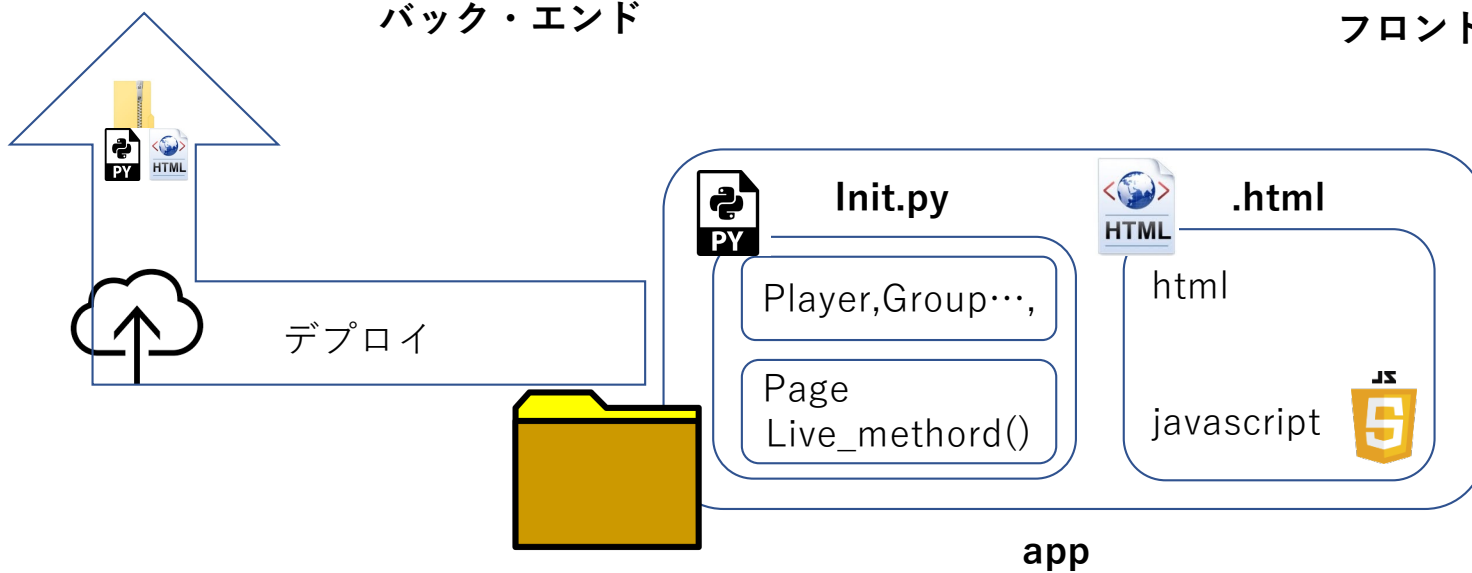 バック・エンド
フロント
PY
HTML
Init.py
.html
PY
HTML
Player,Group…,
html
デプロイ
Page
Live_methord()
JS
javascript
5
app